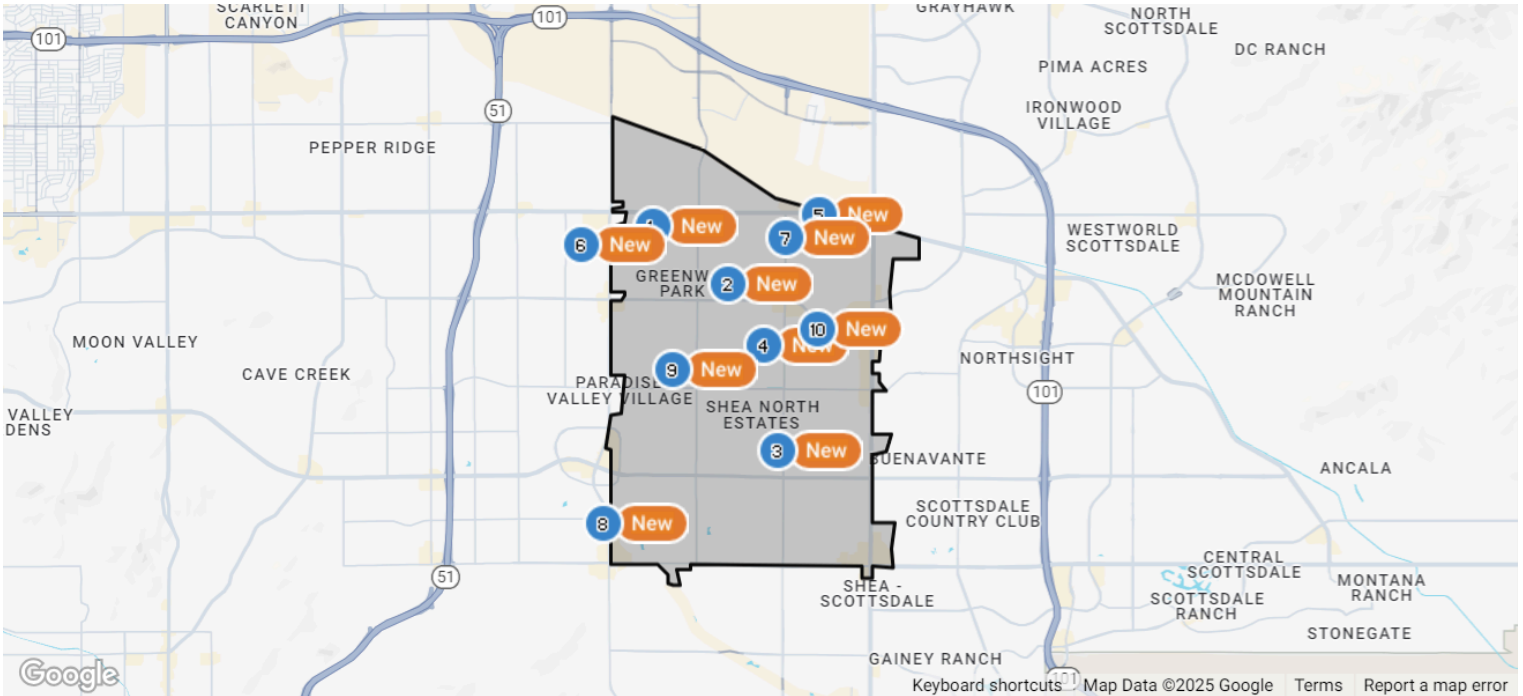 SCARLETT
CANYON
101
101
GRAYHAWK
NORTH
SCOTTSDALE
DC RANCH
PIMA ACRES
51
IRONWOOD
VILLAGE
PEPPER RIDGE
5 New
1 New
7 New
6 New
WESTWORLD
SCOTTSDALE
GREENW
PARK
2 New
MCDOWELL
MOUNTAIN
RANCH
10 New
4 New
MOON VALLEY
NORTHSIGHT
CAVE CREEK
9 New
PARADISE
VALLEY VILLAGE
101
SHEA NORTH
ESTATES
VALLEY
DENS
3 New
BUENAVANTE
ANCALA
SCOTTSDALE
COUNTRY CLUB
8 New
51
CENTRAL
SCOTTSDALE
SHEA -
SCOTTSDALE
MONTANA
RANCH
SCOTTSDALE
RANCH
STONEGATE
GAINEY RANCH
101
Google
Keyboard shortcuts Map Data ©2025 Google Terms Report a map error